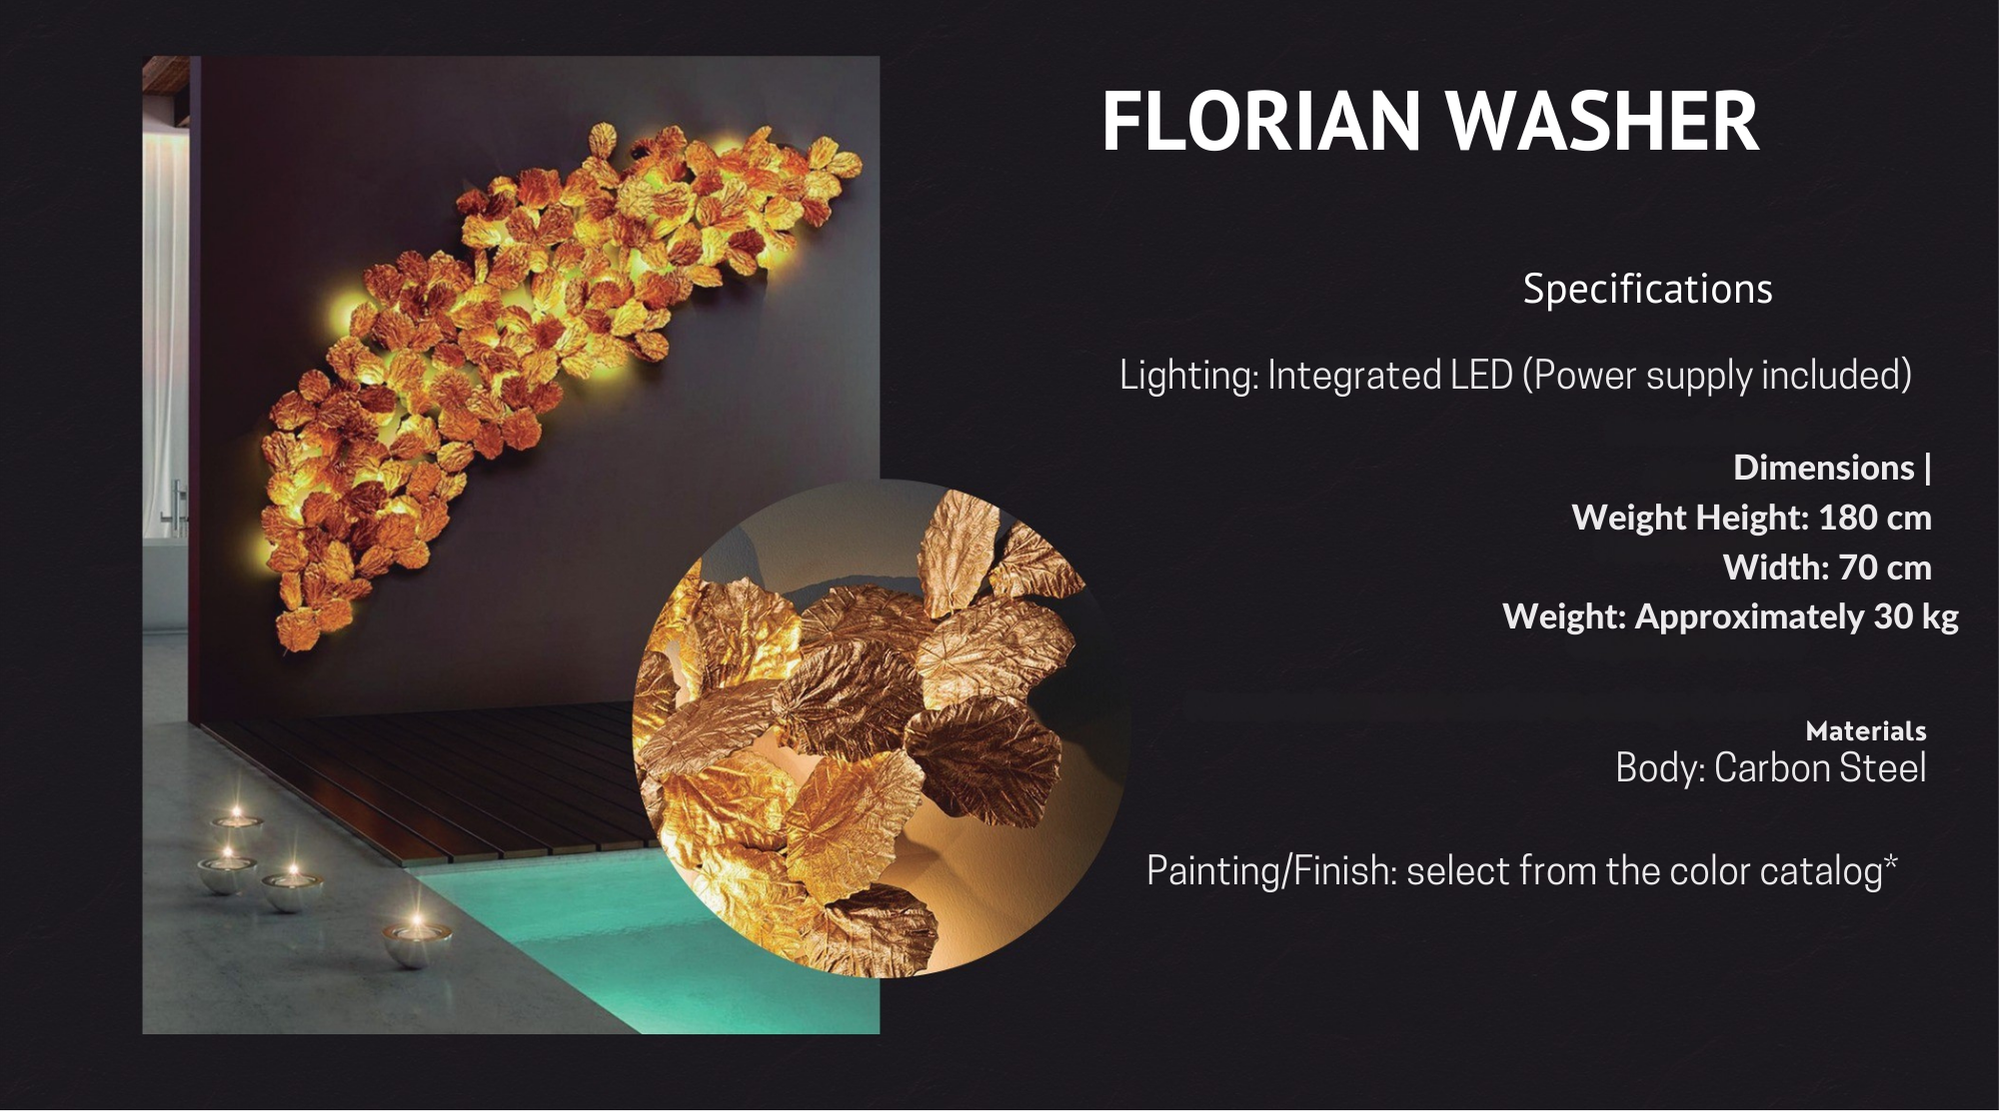 FLORIAN WASHER
Specifications
Lighting: Integrated LED (Power supply included)
Dimensions |
Weight Height: 180 cm
Width: 70 cm
Weight: Approximately 30 kg
Materials
Body: Carbon Steel
Painting/Finish: select from the color catalog*